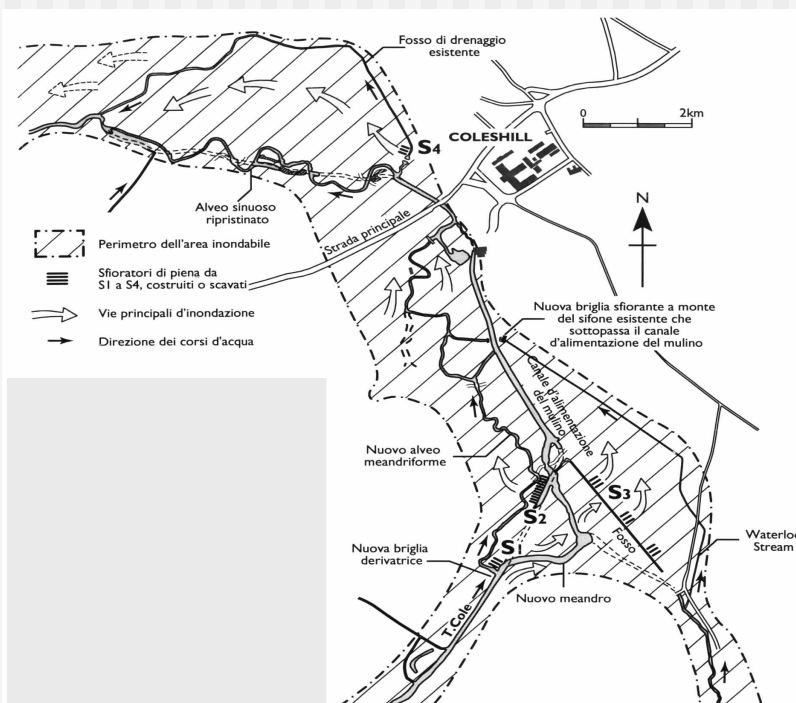 Fosso di drenaggio
esistente
0
2km
COLESHILL
S4
Alveo sinuoso
ripristinato
Strada principale
N
Perimetro dell'area inondabile
Sfioratori di piena da
S1 a S4, costruiti o scavati
Vie principali d'inondazione
Direzione dei corsi d'acqua
Nuova briglia sfiorante a monte
del sifone esistente che
sottopassa il canale
d'alimentazione del mulino
Canale d'alimentazione
del mulino
Nuovo alveo
meandriforme
S3
S2
Fosso
Nuova briglia
derivatrice
S1
Stream
Nuovo meandro
T. Cole